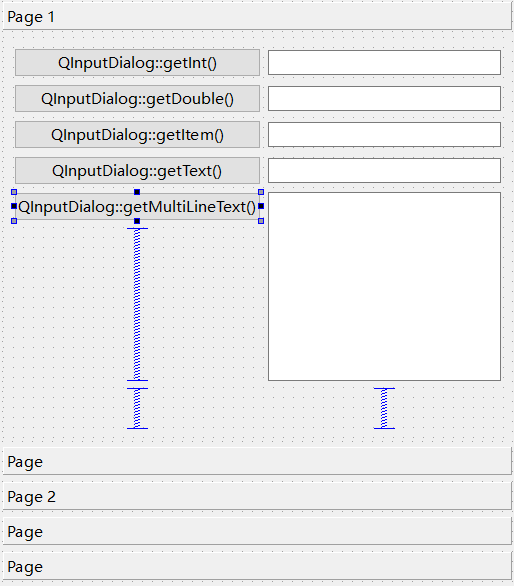 Page 1
QInputDialog::getInt()
QInputDialog::getDouble()
QInputDialog::getItem()
QInputDialog::getText()
QInputDialog::getMultiLineText()
Page
Page 2
Page
Page